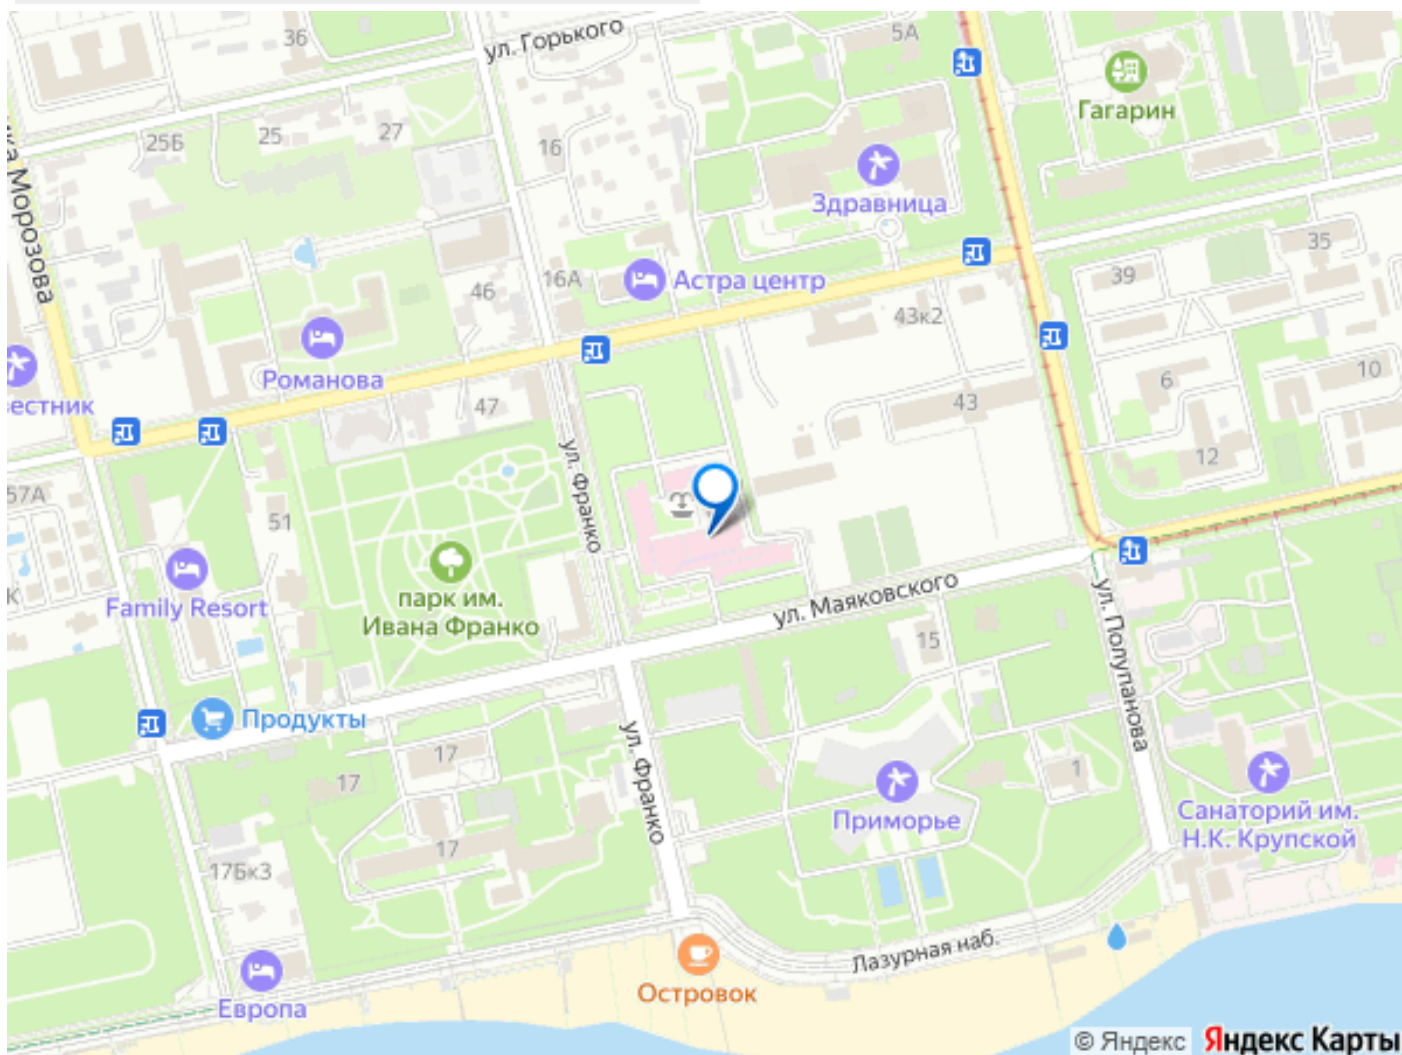 36
ул. Горького
5А
Гагарин
25Б
25
27
16
Здравница
ка Морозова
35
39
16А
Астра центр
46
43к2
Романова
6
10
вестник
47
43
12
57А
ул. Франко
51
К
Family Resort
парк им.
Ивана Франко
ул. Маяковского
15
ул. Полупанова
Продукты
ул. Франко
17
17
1
Приморье
Санаторий им.
Н.К. Крупской
17
17Бк3
Лазурная наб.
Островок
Европа
© Яндекс Яндекс Карты